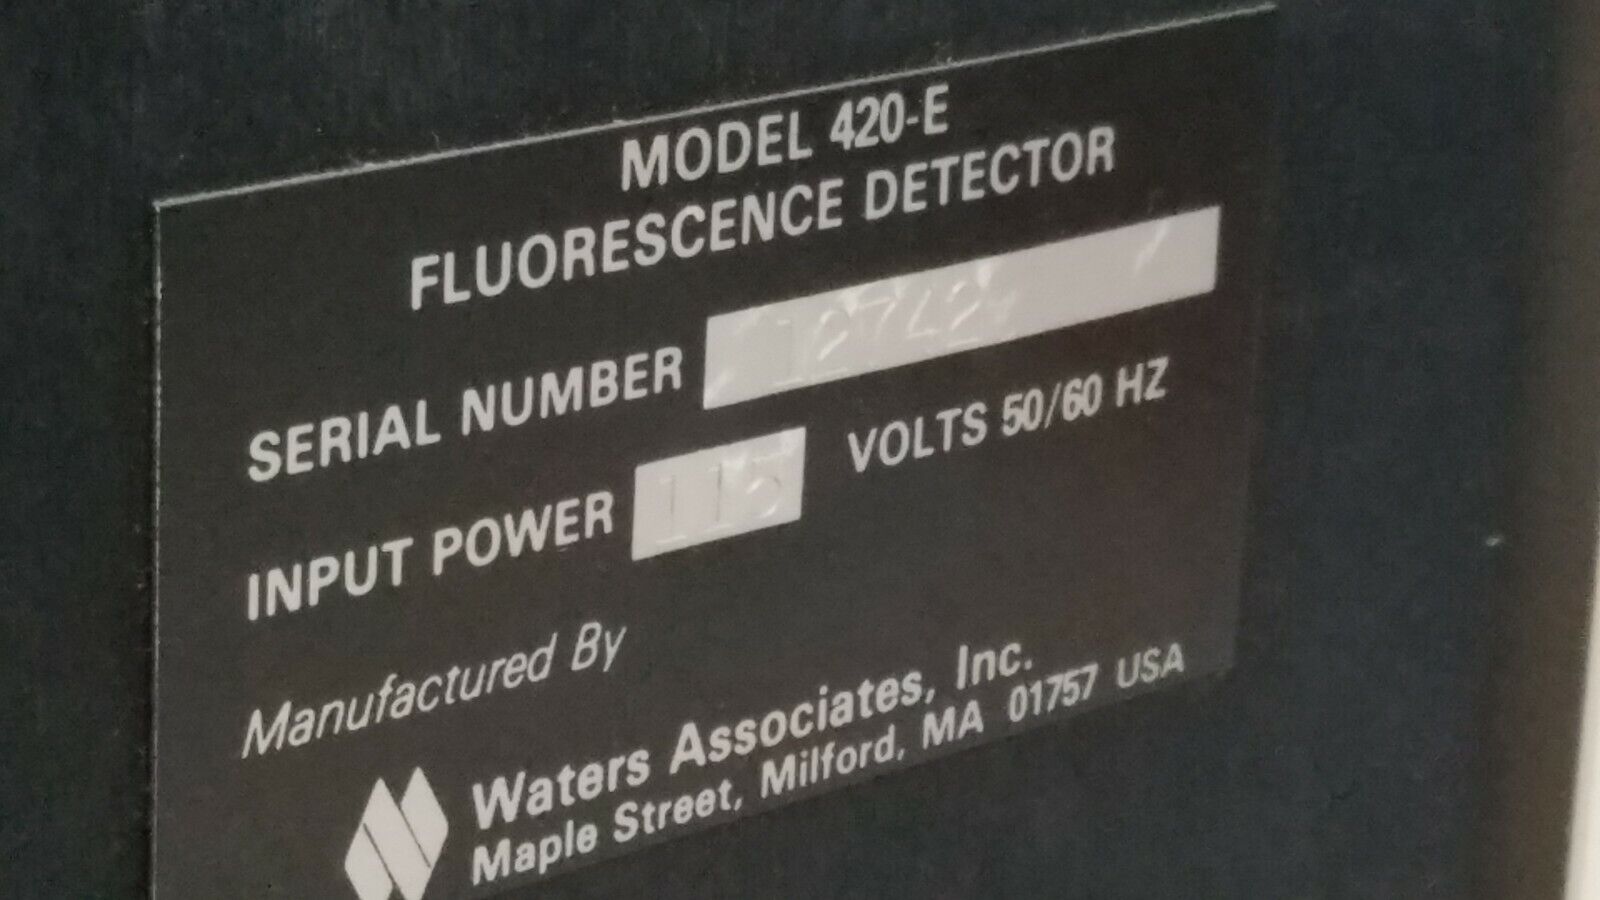 MODEL 420-E
FLUORESCENCE DETECTOR
SERIAL NUMBER
INPUT POWER 115 VOLTS 50/60 HZ
Manufactured By
Waters Associates, Inc.
Maple Street, Milford, MA 01757 USA